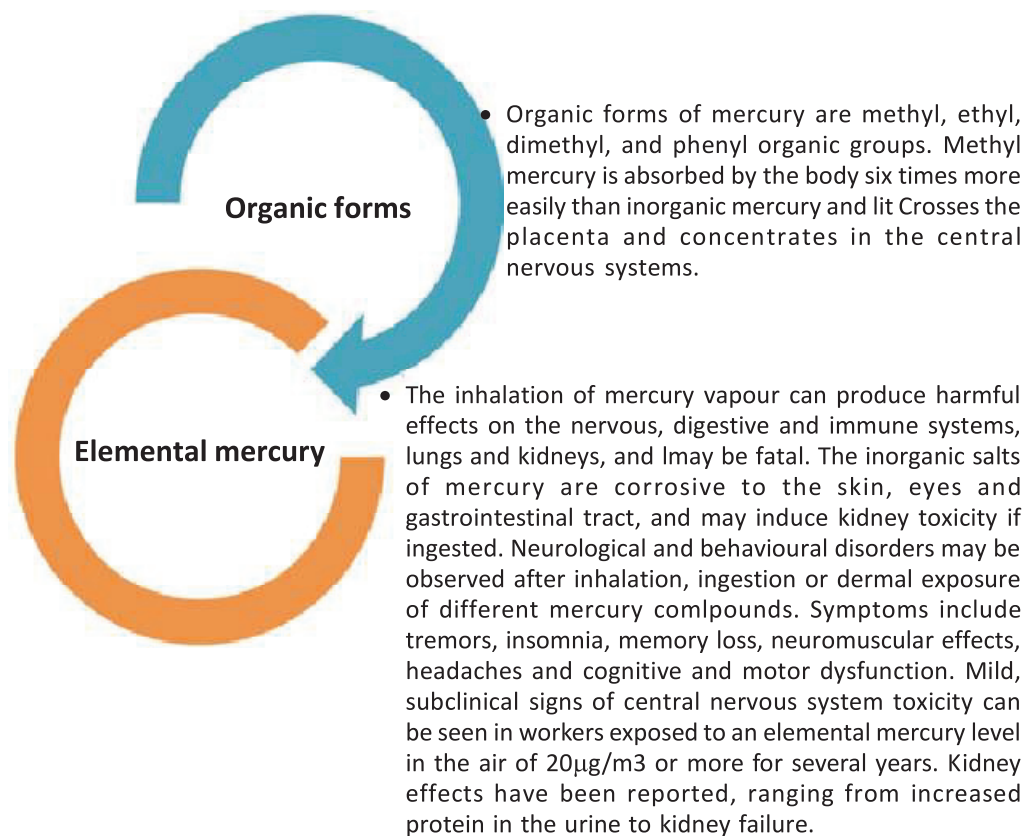 • Organic forms of mercury are methyl, ethyl,
dimethyl, and phenyl organic groups. Methyl
mercury is absorbed by the body six times more
Organic forms
easily than inorganic mercury and lit Crosses the
placenta and concentrates in the central
nervous systems.
• The inhalation of mercury vapour can produce harmful
effects on the nervous, digestive and immune systems,
Elemental mercury
lungs and kidneys, and lmay be fatal. The inorganic salts
of mercury are corrosive to the skin, eyes and
gastrointestinal tract, and may induce kidney toxicity if
ingested. Neurological and behavioural disorders may be
observed after inhalation, ingestion or dermal exposure
of different mercury comlpounds. Symptoms include
tremors, insomnia, memory loss, neuromuscular effects,
headaches and cognitive and motor dysfunction. Mild,
subclinical signs of central nervous system toxicity can
be seen in workers exposed to an elemental mercury level
in the air of 20µg/m3 or more for several years. Kidney
effects have been reported, ranging from increased
protein in the urine to kidney failure.